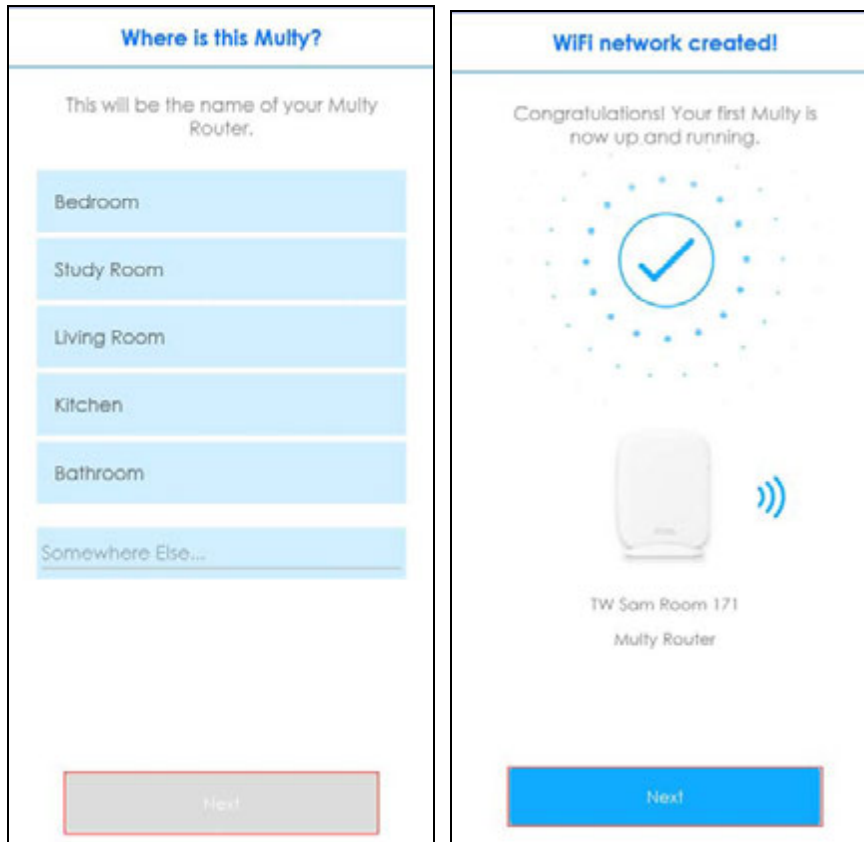 Where is this Multy?
This will be the name of your Multy
Router.
Bedroom
Study Room
Living Room
Kitchen
Bathroom
Somewhere Else...
Next
WiFi network created!
Congratulations! Your first Multy is
now up and running.
TW Sam Room 171
Multy Router
Next